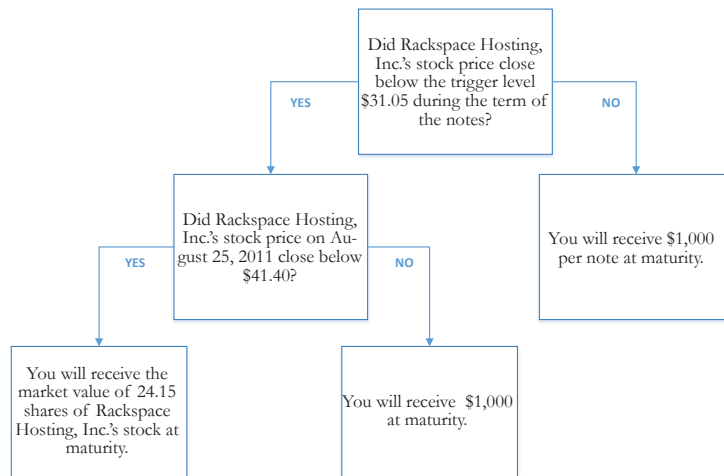 Did Rackspace Hosting,
Inc.'s stock price close
below the trigger level
$31.05 during the term of
the notes?
YES
NO
Did Rackspace Hosting,
Inc.'s stock price on Au-
gust 25, 2011 close below
$41.40?
You will receive $1,000
per note at maturity.
YES
NO
You will receive the
market value of 24.15
shares of Rackspace
Hosting, Inc.'s stock at
maturity.
You will receive $1,000
at maturity.